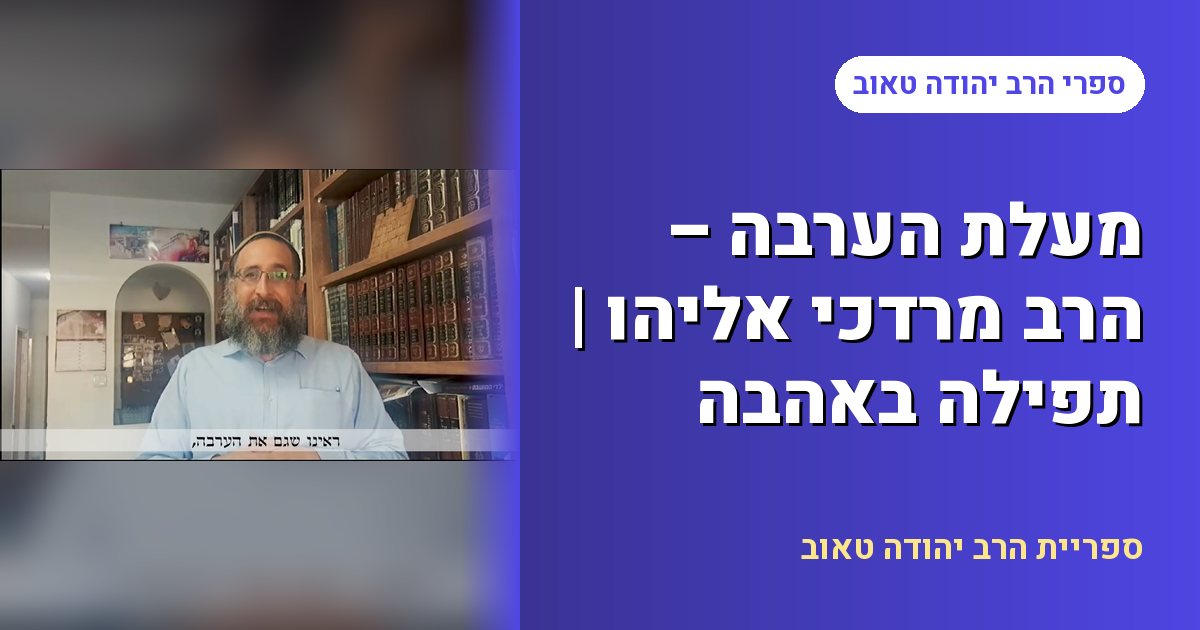 ספרי הרב יהודה טאוב
מעלת הערבה –
הרב מרדכי אליהו |
תפילה באהבה
ספריית הרב יהודה טאוב
ראינו שגם את הערבה,